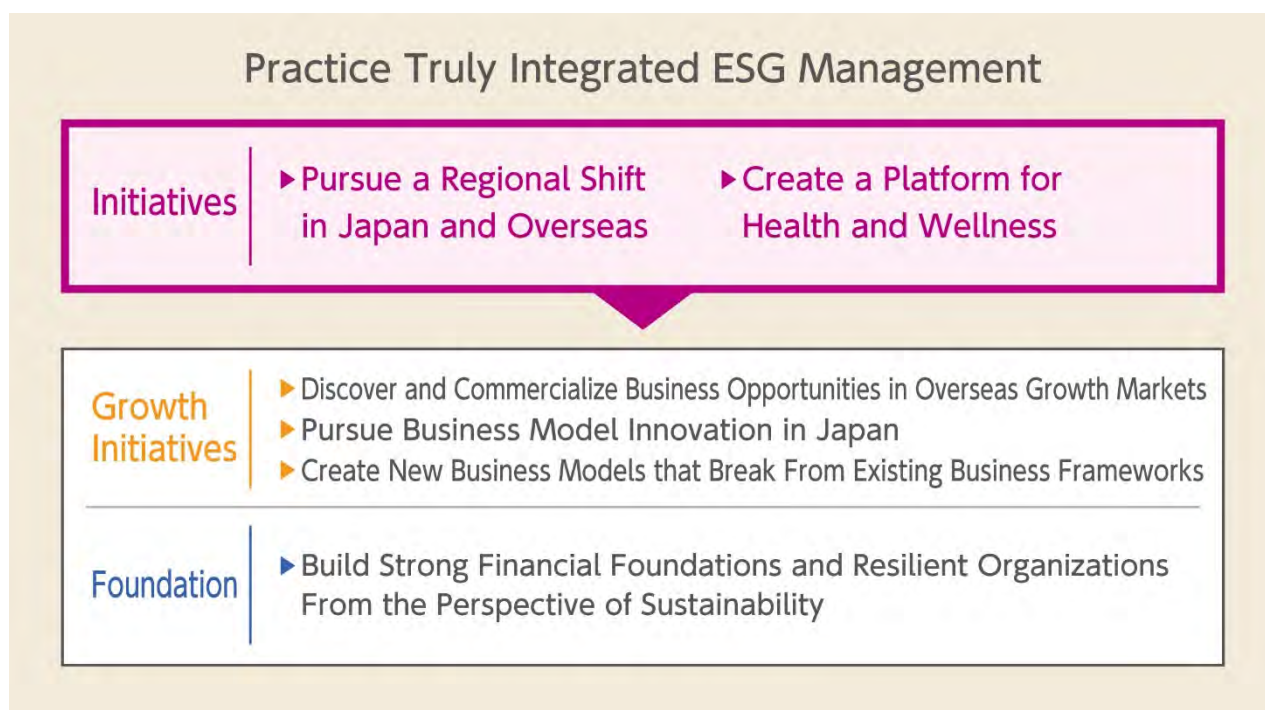 Practice Truly Integrated ESG Management
Initiatives
▶Pursue a Regional Shift
in Japan and Overseas
▶Create a Platform for
Health and Wellness
Growth
Initiatives
▶Discover and Commercialize Business Opportunities in Overseas Growth Markets
▶Pursue Business Model Innovation in Japan
▶Create New Business Models that Break From Existing Business Frameworks
Foundation
▶Build Strong Financial Foundations and Resilient Organizations
From the Perspective of Sustainability